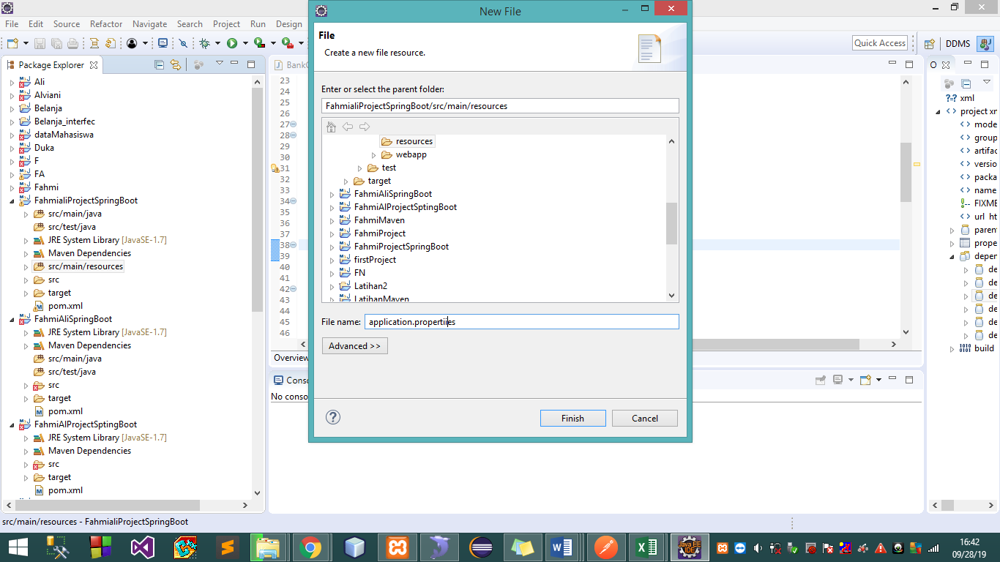 New File
File Edit Source Refactor Navigate Search Project Run Design
Quick Access
DDMS
Package Explorer
Ali
Alviani
Belanja
Belanja_interfec
dataMahasiswa
Duka
F
FA
Fahmi
FahmialiProjectSpringBoot
src/main/java
src/test/java
JRE System Library [JavaSE-1.7]
Maven Dependencies
src/main/resources
src
target
pom.xml
FahmiAliSpringBoot
JRE System Library [JavaSE-1.7]
Maven Dependencies
src/main/java
src/test/java
src
target
pom.xml
FahmiAlProjectSptingBoot
JRE System Library [JavaSE-1.7]
Maven Dependencies
src
target
pom.xml
23
24
25
26
27
28
29
30
31
32
33
34
35
36
37
38
39
40
41
42
43
44
45
46
Overview
File
Create a new file resource.
Enter or select the parent folder:
FahmialiProjectSpringBoot/src/main/resources
resources
webapp
test
target
FahmiAliSpringBoot
FahmiAlProjectSptingBoot
FahmiMaven
FahmiProject
FahmiProjectSpringBoot
firstProject
FN
Latihan2
LatihanMaven
File name: application.propertiies
Advanced >>
Finish Cancel
No conso
O
?-? xml
project xr
mode
group
artifac
versio
packa
name
FIXME
url ht
parent
prope
depen
de
de
de
de
de
de
build
src/main/resources - FahmialiProjectSpringBoot
Java EE
IDE
16:42
09/28/19